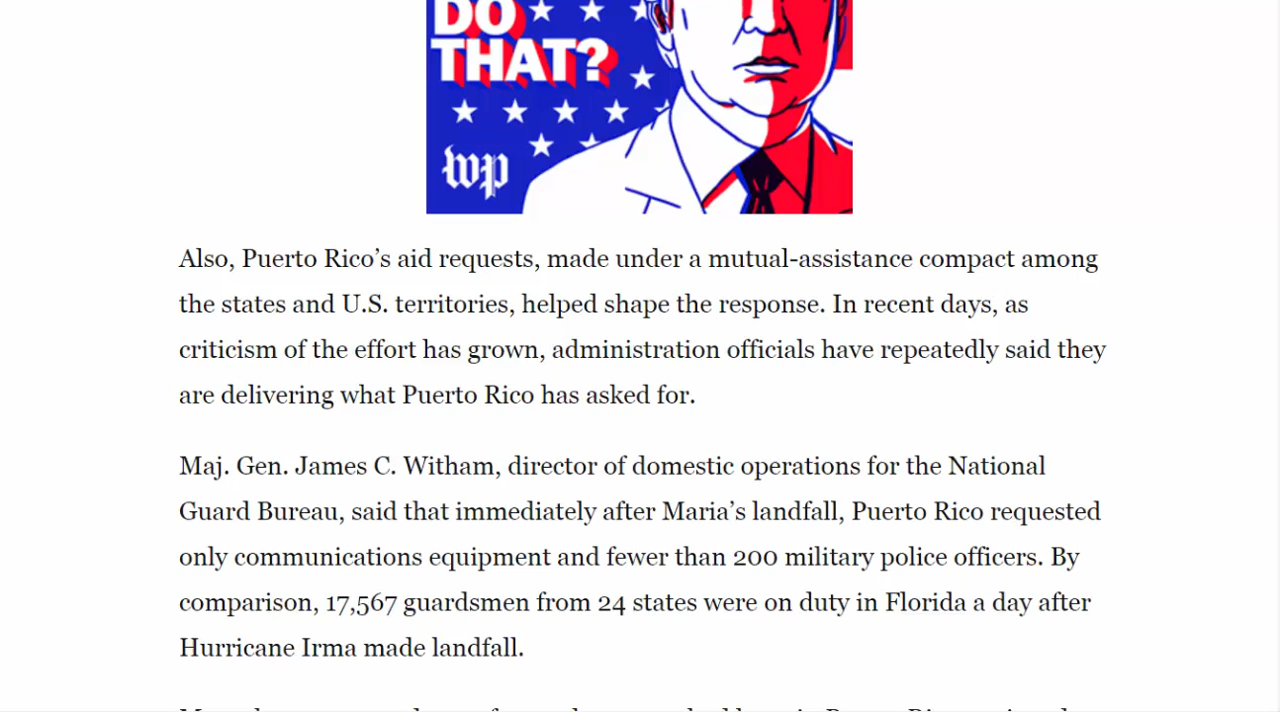 DO
THAT?
wp
Also, Puerto Rico’s aid requests, made under a mutual-assistance compact among
the states and U.S. territories, helped shape the response. In recent days, as
criticism of the effort has grown, administration officials have repeatedly said they
are delivering what Puerto Rico has asked for.
Maj. Gen. James C. Witham, director of domestic operations for the National
Guard Bureau, said that immediately after Maria’s landfall, Puerto Rico requested
only communications equipment and fewer than 200 military police officers. By
comparison, 17,567 guardsmen from 24 states were on duty in Florida a day after
Hurricane Irma made landfall.